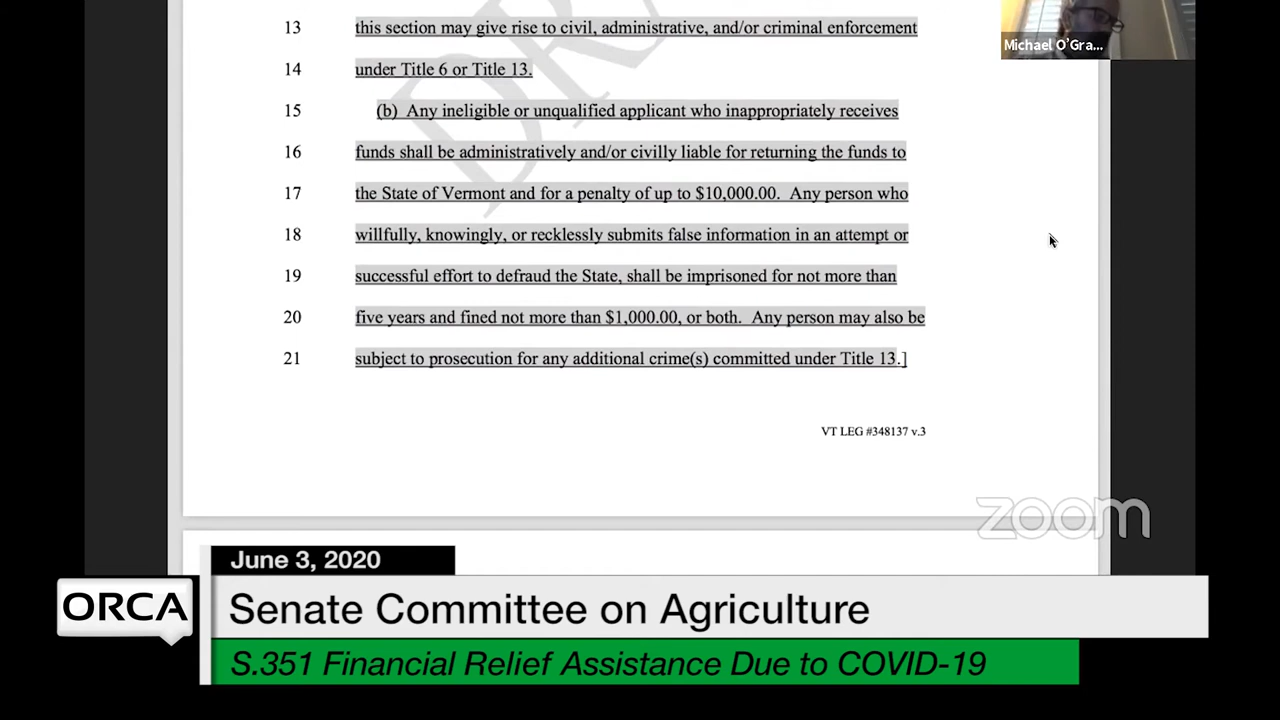 13 this section may give rise to civil, administrative, and/or criminal enforcement
Michael O'Gra...
14 under Title 6 or Title 13.
15 (b) Any ineligible or unqualified applicant who inappropriately receives
16 funds shall be administratively and/or civilly liable for returning the funds to
17 the State of Vermont and for a penalty of up to $10,000.00. Any person who
18 willfully, knowingly, or recklessly submits false information in an attempt or
19 successful effort to defraud the State, shall be imprisoned for not more than
20 five years and fined not more than $1,000.00, or both. Any person may also be
21 subject to prosecution for any additional crime(s) committed under Title 13.]
VT LEG #348137 v.3
zoom
June 3, 2020
ORCA
Senate Committee on Agriculture
S.351 Financial Relief Assistance Due to COVID-19